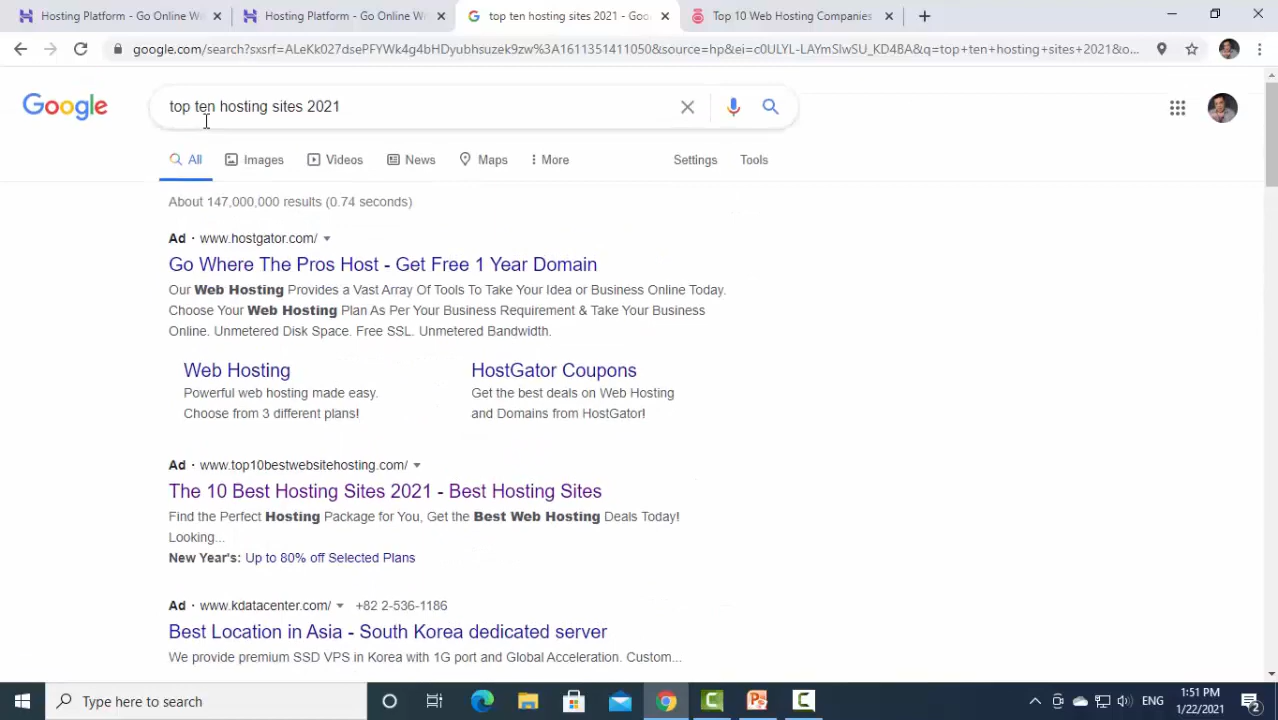 Hosting Platform - Go Online Wi
Hosting Platform - Go Online Wi
top ten hosting sites 2021 - Goo
Top 10 Web Hosting Companies
google.com/search?sxsrf=ALeKk027dsePFYWk4g4bHDyubhsuzek9zw%3A1611351411050&source=hp&ei=c0ULYL-LAYmSlwSU_KD4BA&q=top+ten+hosting+sites+2021&o...
Google
top ten hosting sites 2021
All
Images
Videos
News
Maps
More
Settings
Tools
About 147,000,000 results (0.74 seconds)
Ad · www.hostgator.com/
Go Where The Pros Host - Get Free 1 Year Domain
Our Web Hosting Provides a Vast Array Of Tools To Take Your Idea or Business Online Today.
Choose Your Web Hosting Plan As Per Your Business Requirement & Take Your Business
Online. Unmetered Disk Space. Free SSL. Unmetered Bandwidth.
Web Hosting
Powerful web hosting made easy.
Choose from 3 different plans!
HostGator Coupons
Get the best deals on Web Hosting
and Domains from HostGator!
Ad · www.top10bestwebsitehosting.com/
The 10 Best Hosting Sites 2021 - Best Hosting Sites
Find the Perfect Hosting Package for You, Get the Best Web Hosting Deals Today!
Looking...
New Year's: Up to 80% off Selected Plans
Ad · www.kdatacenter.com/ +82 2-536-1186
Best Location in Asia - South Korea dedicated server
We provide premium SSD VPS in Korea with 1G port and Global Acceleration. Custom...
Type here to search
ENG
1:51 PM
1/22/2021
2